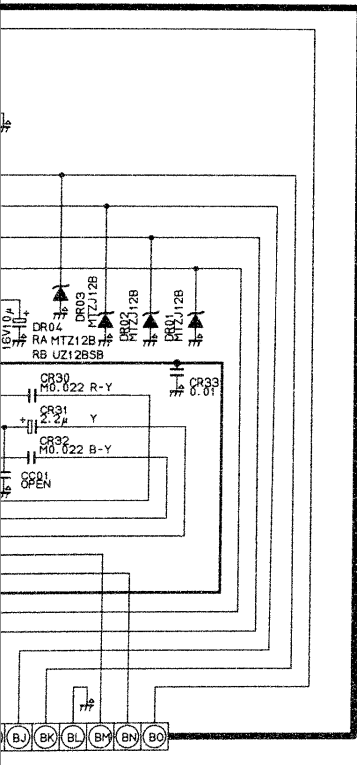 DR03
MTZJ12B
DR02
MTZJ12B
DR01
MTZJ12B
16V10μ
+
DR04
RA MTZ12B
RB UZ12BSB
CR30
M0.022 R-Y
CR31
+ 2.2μ Y
CR32
M0.022 B-Y
CR33
0.01
CC01
OPEN
BJ BK BL BM BN BO